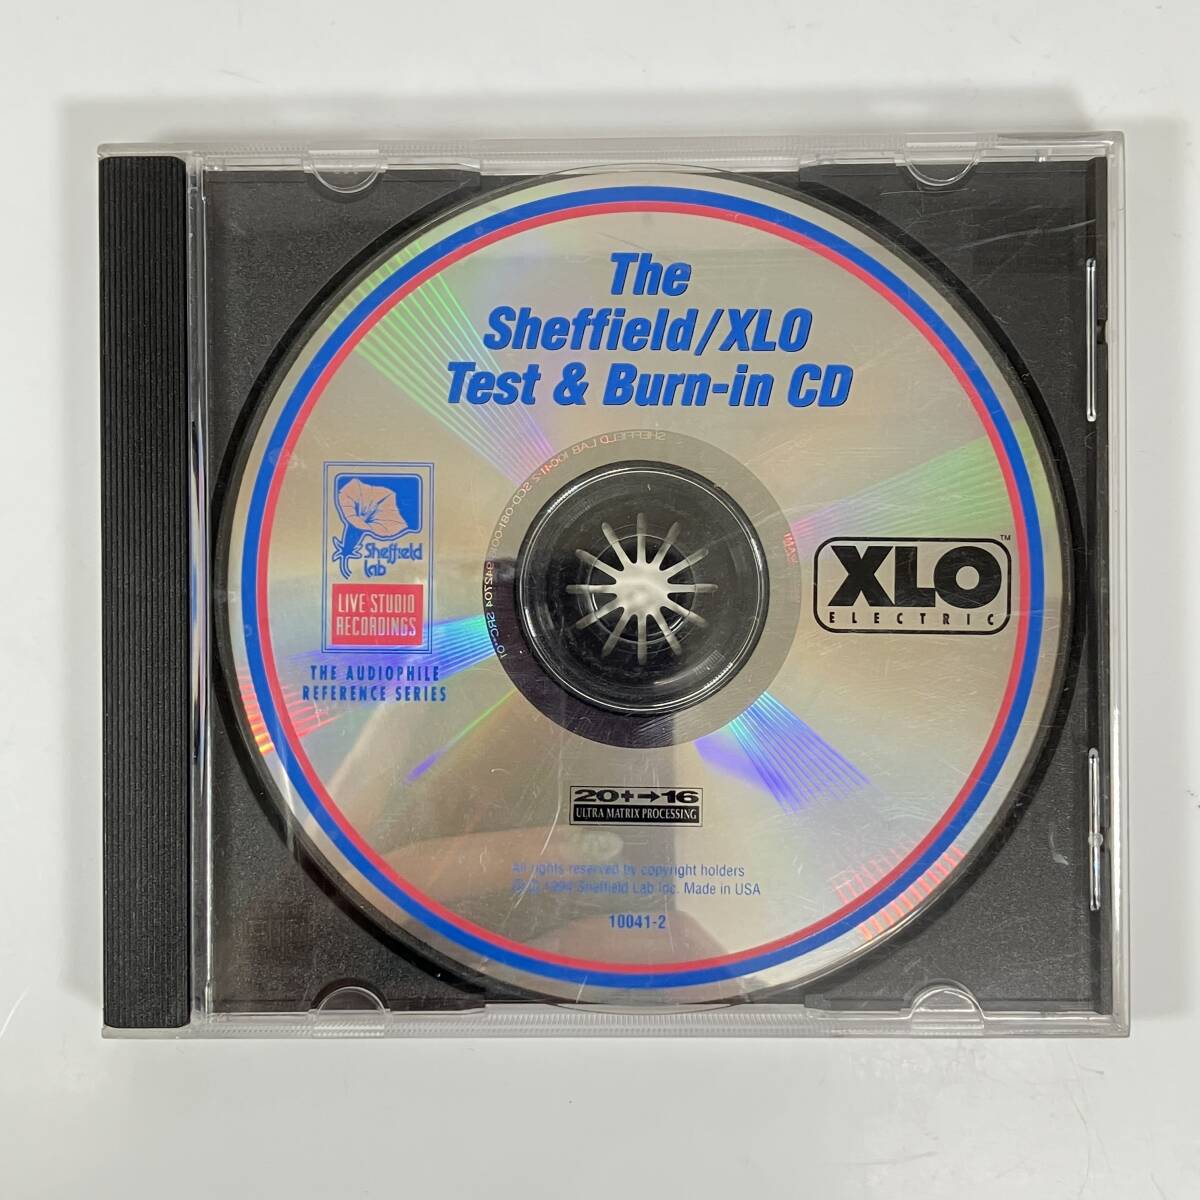 The
Sheffield/XLO
Test & Burn-in CD
Sheffield
Lab
LIVE STUDIO
RECORDINGS
THE AUDIOPHILE
REFERENCE SERIES
XLO™
ELECTRIC
20+→16
ULTRA MATRIX PROCESSING
All rights reserved by copyright holders
℗ © 1994 Sheffield Lab Inc. Made in USA
10041-2